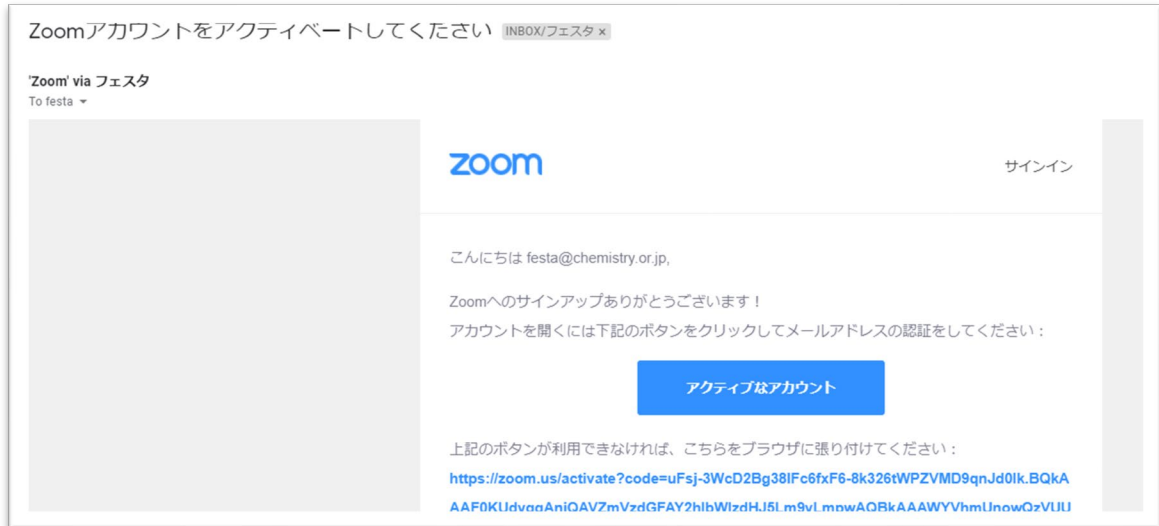 Zoomアカワントをアクティベートしてくたさい INBOX/フェスタ x
'Zoom' via フェスタ
To festa
zoom
サインイン
こんにちは festa@chemistry.or.jp,
Zoomへのサインアップありがとうございます！
アカウントを開くには下記のボタンをクリックしてメールアドレスの認証をしてください：
アクティブなアカウント
上記のボタンが利用できなければ、こちらをブラウザに張り付けてください：
https://zoom.us/activate?code=uFsj-3WcD2Bg38IFc6fxF6-8k326tWPZVMD9qnJd0lk.BQkA